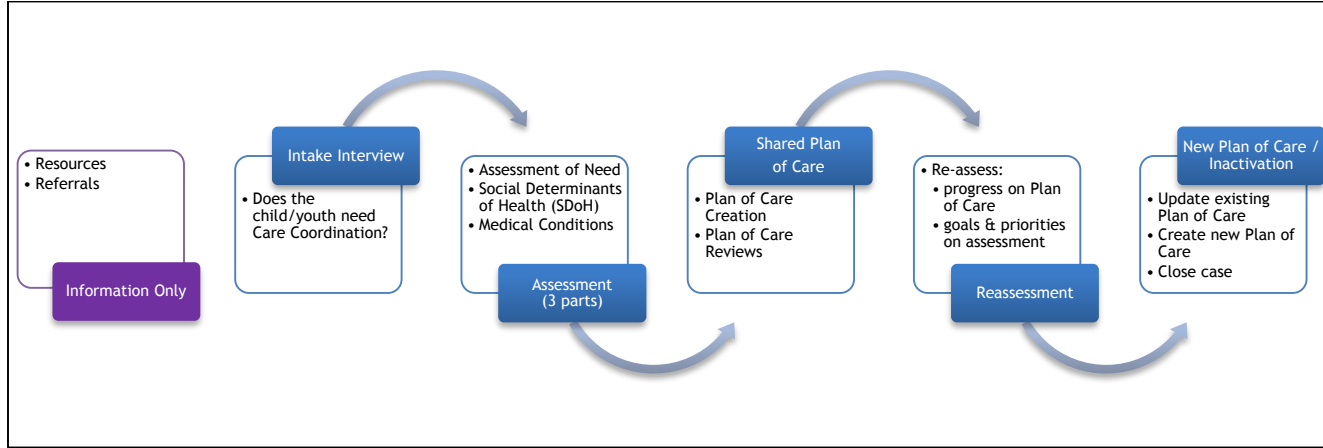 • Resources
• Referrals
Information Only
Intake Interview
• Does the
child/youth need
Care Coordination?
• Assessment of Need
• Social Determinants
of Health (SDoH)
• Medical Conditions
Assessment
(3 parts)
Shared Plan
of Care
• Plan of Care
Creation
• Plan of Care
Reviews
• Re-assess:
• progress on Plan
of Care
• goals & priorities
on assessment
Reassessment
New Plan of Care /
Inactivation
• Update existing
Plan of Care
• Create new Plan of
Care
• Close case